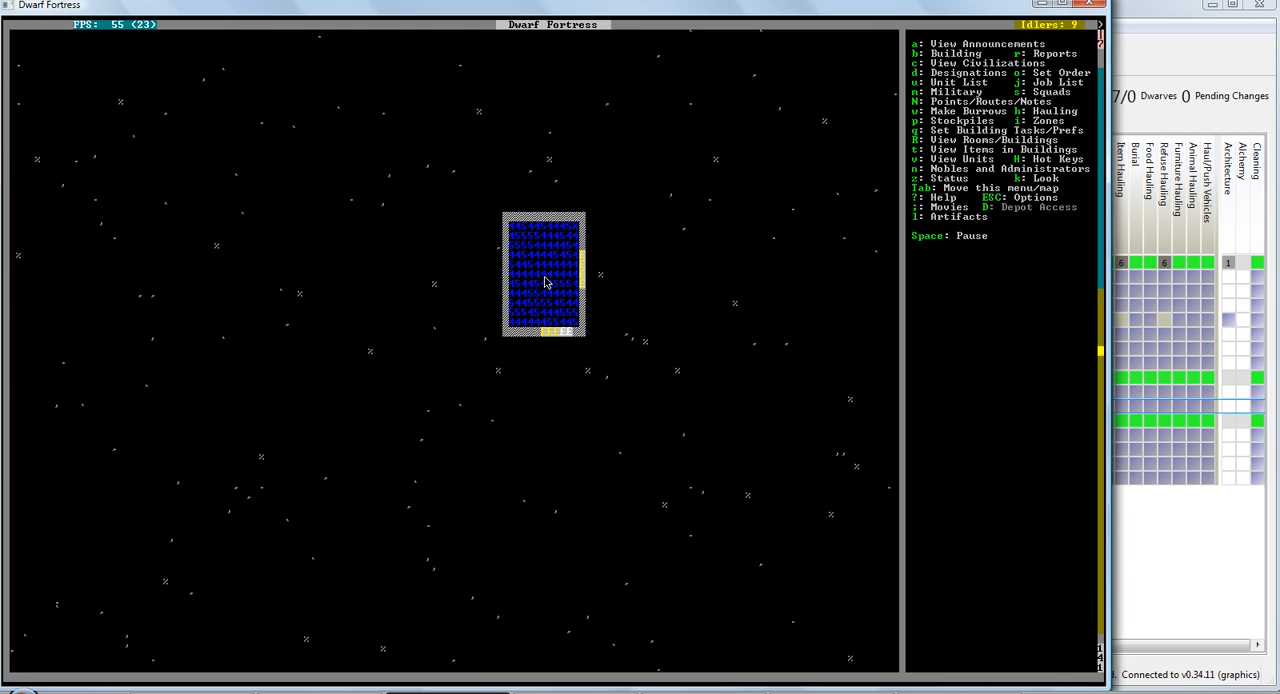 Dwarf Fortress
FPS: 55 (23)
Dwarf Fortress
Idlers: 9
a: View Announcements
b: Building r: Reports
c: View Civilizations
d: Designations o: Set Order
u: Unit List j: Job List
m: Military s: Squads
N: Points/Routes/Notes
w: Make Burrows h: Hauling
p: Stockpiles i: Zones
q: Set Building Tasks/Prefs
R: View Rooms/Buildings
t: View Items in Buildings
v: View Units H: Hot Keys
n: Nobles and Administrators
z: Status k: Look
Tab: Move this menu/map
?: Help ESC: Options
;: Movies D: Depot Access
l: Artifacts
Space: Pause
7/0 Dwarves 0 Pending Changes
Item Hauling
Burial
Food Hauling
Refuse Hauling
Furniture Hauling
Animal Hauling
Haul/Push Vehicles
Architecture
Alchemy
Cleaning
6 6 1
Connected to v0.34.11 (graphics)